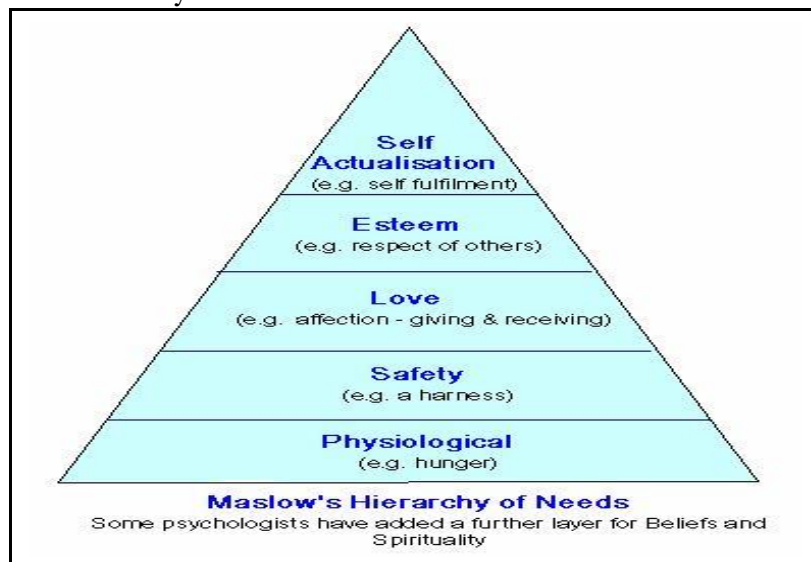 Self
Actualisation
(e.g. self fulfilment)
Esteem
(e.g. respect of others)
Love
(e.g. affection - giving & receiving)
Safety
(e.g. a harness)
Physiological
(e.g. hunger)
Maslow's Hierarchy of Needs
Some psychologists have added a further layer for Beliefs and
Spirituality